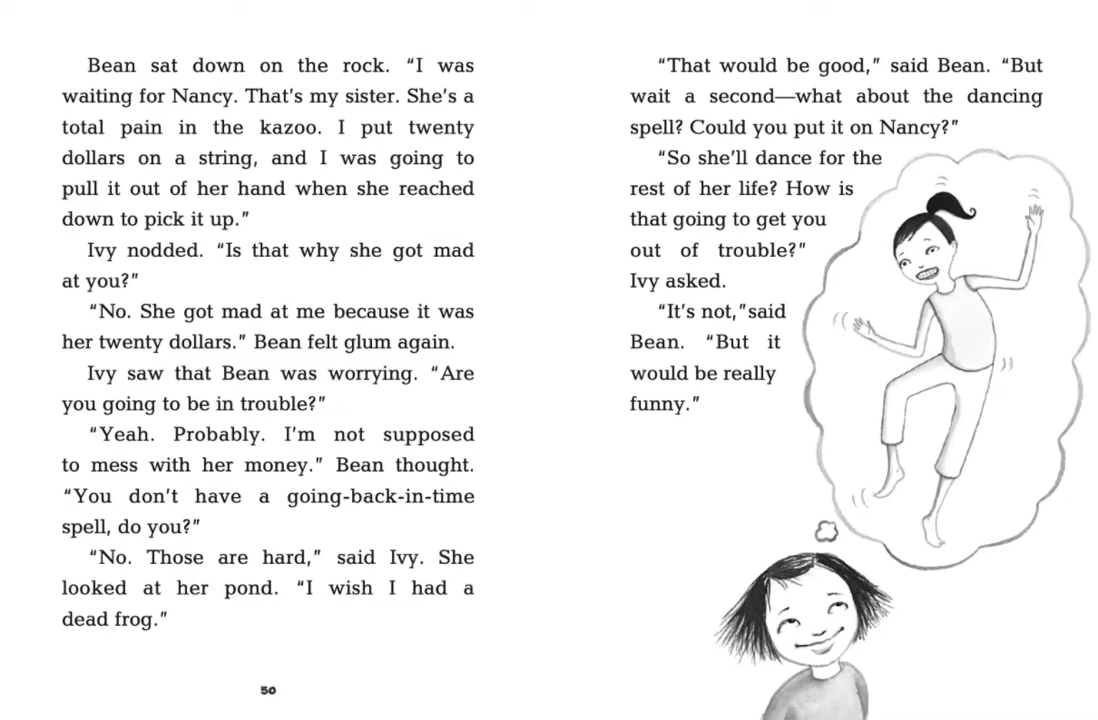 Bean sat down on the rock. “I was
waiting for Nancy. That’s my sister. She’s a
total pain in the kazoo. I put twenty
dollars on a string, and I was going to
pull it out of her hand when she reached
down to pick it up.”
Ivy nodded. “Is that why she got mad
at you?”
“No. She got mad at me because it was
her twenty dollars.” Bean felt glum again.
Ivy saw that Bean was worrying. “Are
you going to be in trouble?”
“Yeah. Probably. I’m not supposed
to mess with her money.” Bean thought.
“You don’t have a going-back-in-time
spell, do you?”
“No. Those are hard,” said Ivy. She
looked at her pond. “I wish I had a
dead frog.”
50
“That would be good,” said Bean. “But
wait a second—what about the dancing
spell? Could you put it on Nancy?”
“So she’ll dance for the
rest of her life? How is
that going to get you
out of trouble?”
Ivy asked.
“It’s not,”said
Bean. “But it
would be really
funny.”